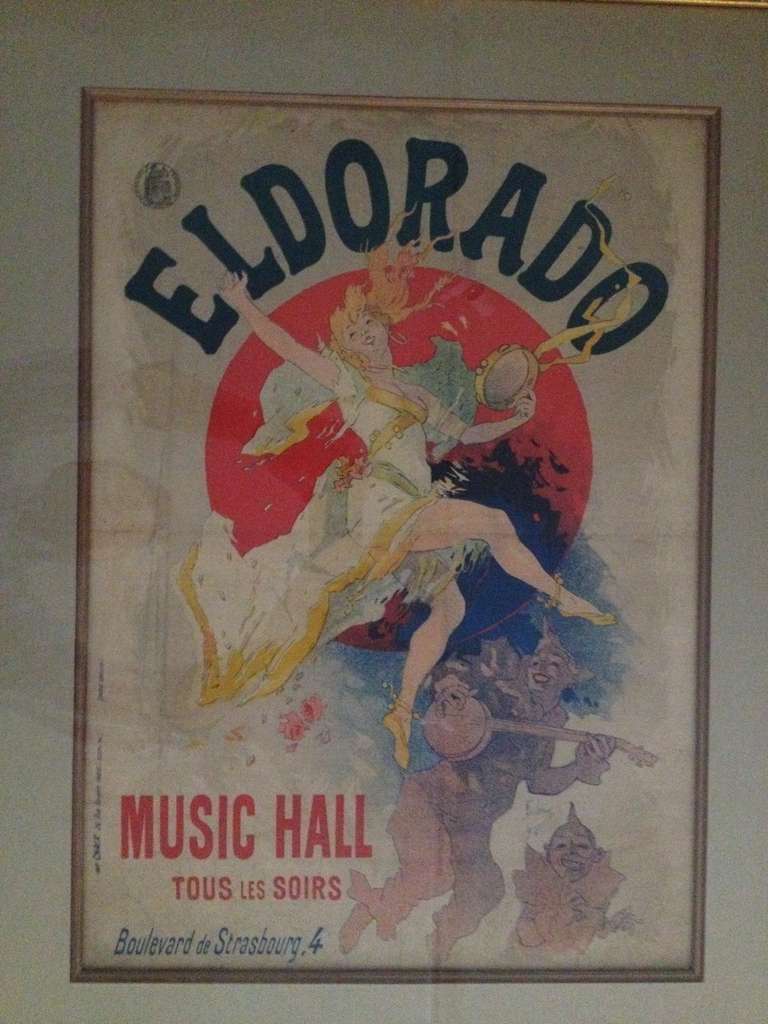 ELDORADO
MUSIC HALL
TOUS LES SOIRS
Boulevard de Strasbourg, 4